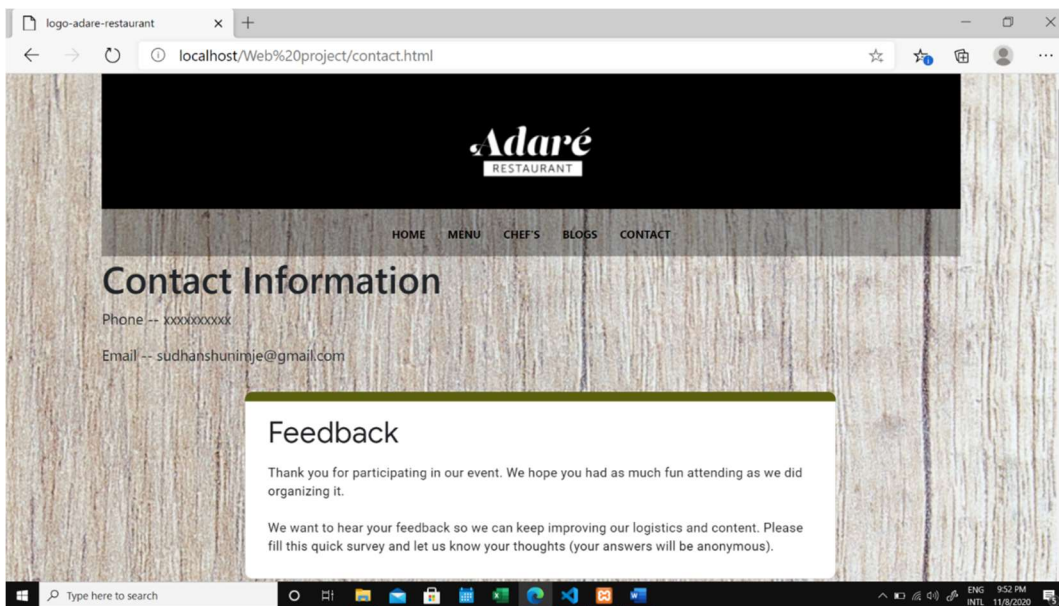 logo-adare-restaurant
localhost/Web%20project/contact.html
Adaré
RESTAURANT
HOME MENU CHEF'S BLOGS CONTACT
Contact Information
Phone -- xxxxxxxxxx
Email -- sudhanshunimje@gmail.com
Feedback
Thank you for participating in our event. We hope you had as much fun attending as we did
organizing it.
We want to hear your feedback so we can keep improving our logistics and content. Please
fill this quick survey and let us know your thoughts (your answers will be anonymous).
Type here to search
ENG 9:52 PM
INTL 11/8/2020